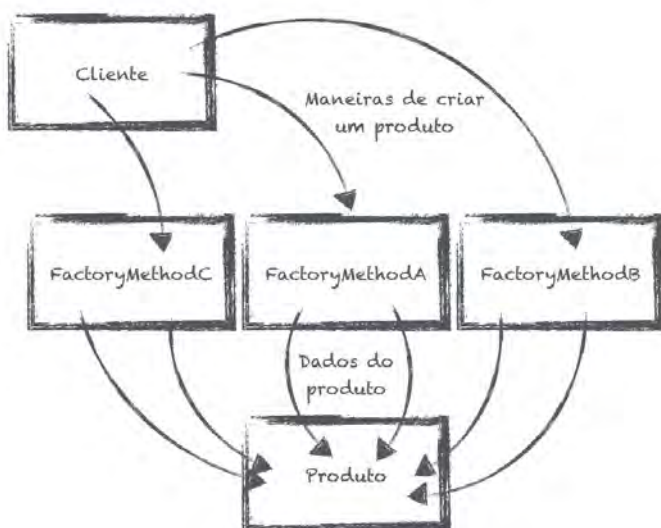 Cliente
Maneiras de criar
um produto
FactoryMethodC
FactoryMethodA
FactoryMethodB
Dados do
produto
Produto